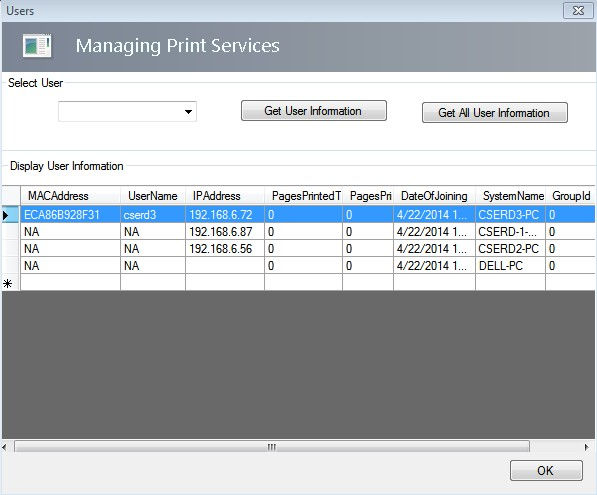 Users
Managing Print Services
Select User
Get User Information Get All User Information
Display User Information
MACAddress UserName IPAddress PagesPrintedT PagesPri DateOfJoining SystemName GroupId
ECA86B928F31 cserd3 192.168.6.72 0 0 4/22/2014 1... CSERD3-PC 0
NA NA 192.168.6.87 0 0 4/22/2014 1... CSERD-1-... 0
NA NA 192.168.6.56 0 0 4/22/2014 1... CSERD2-PC 0
NA NA 0 0 4/22/2014 1... DELL-PC 0
OK